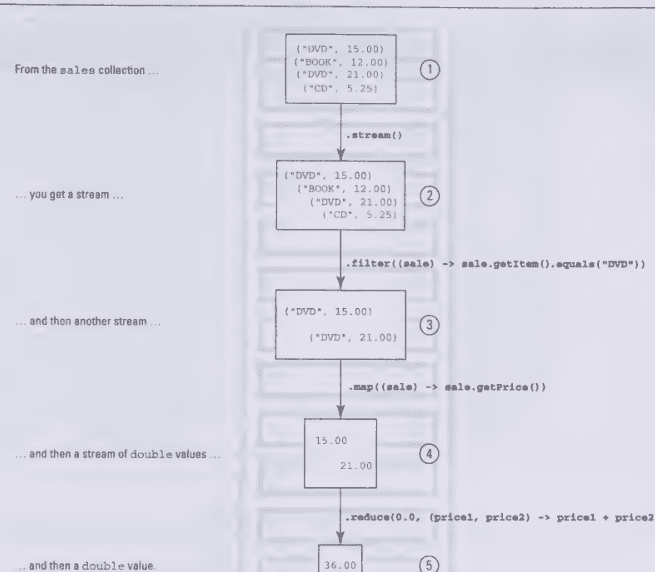 From the sales collection ...
("DVD", 15.00)
("BOOK", 12.00)
("DVD", 21.00)
("CD", 5.25)
1
.stream()
... you get a stream ...
("DVD", 15.00)
("BOOK", 12.00)
("DVD", 21.00)
("CD", 5.25)
2
.filter((sale) -> sale.getItem().equals("DVD"))
... and then another stream ...
("DVD", 15.00)
("DVD", 21.00)
3
.map((sale) -> sale.getPrice())
... and then a stream of double values ...
15.00
21.00
4
.reduce(0.0, (price1, price2) -> price1 + price2
... and then a double value.
36.00
5